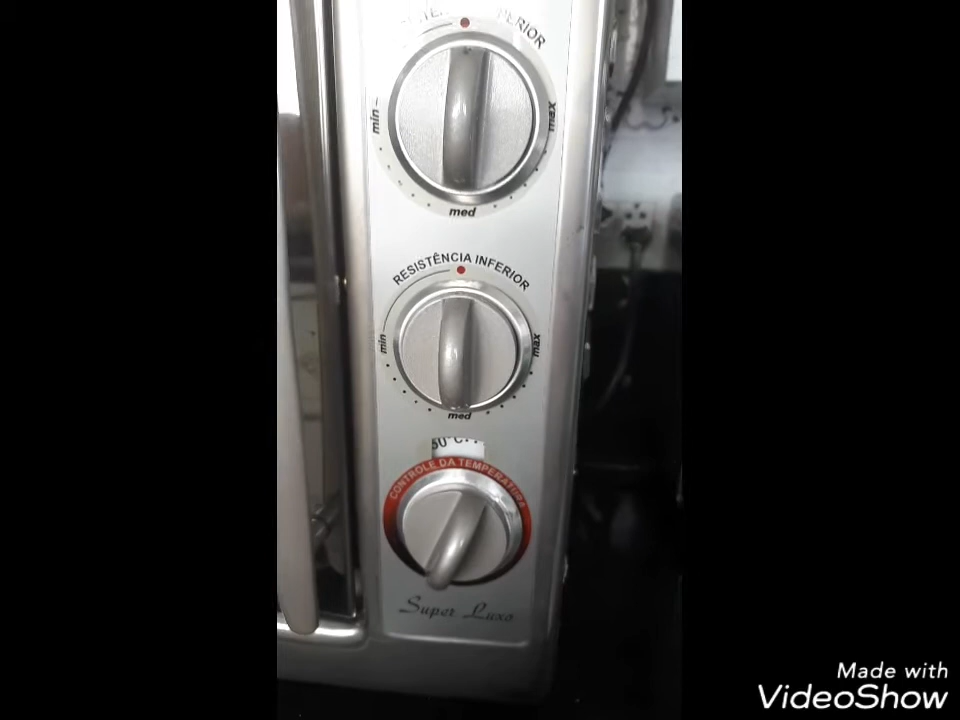 min
max
med
RESISTÊNCIA INFERIOR
min
max
med
CONTROLE DA TEMPERATURA
Super Luxo
Made with
VideoShow